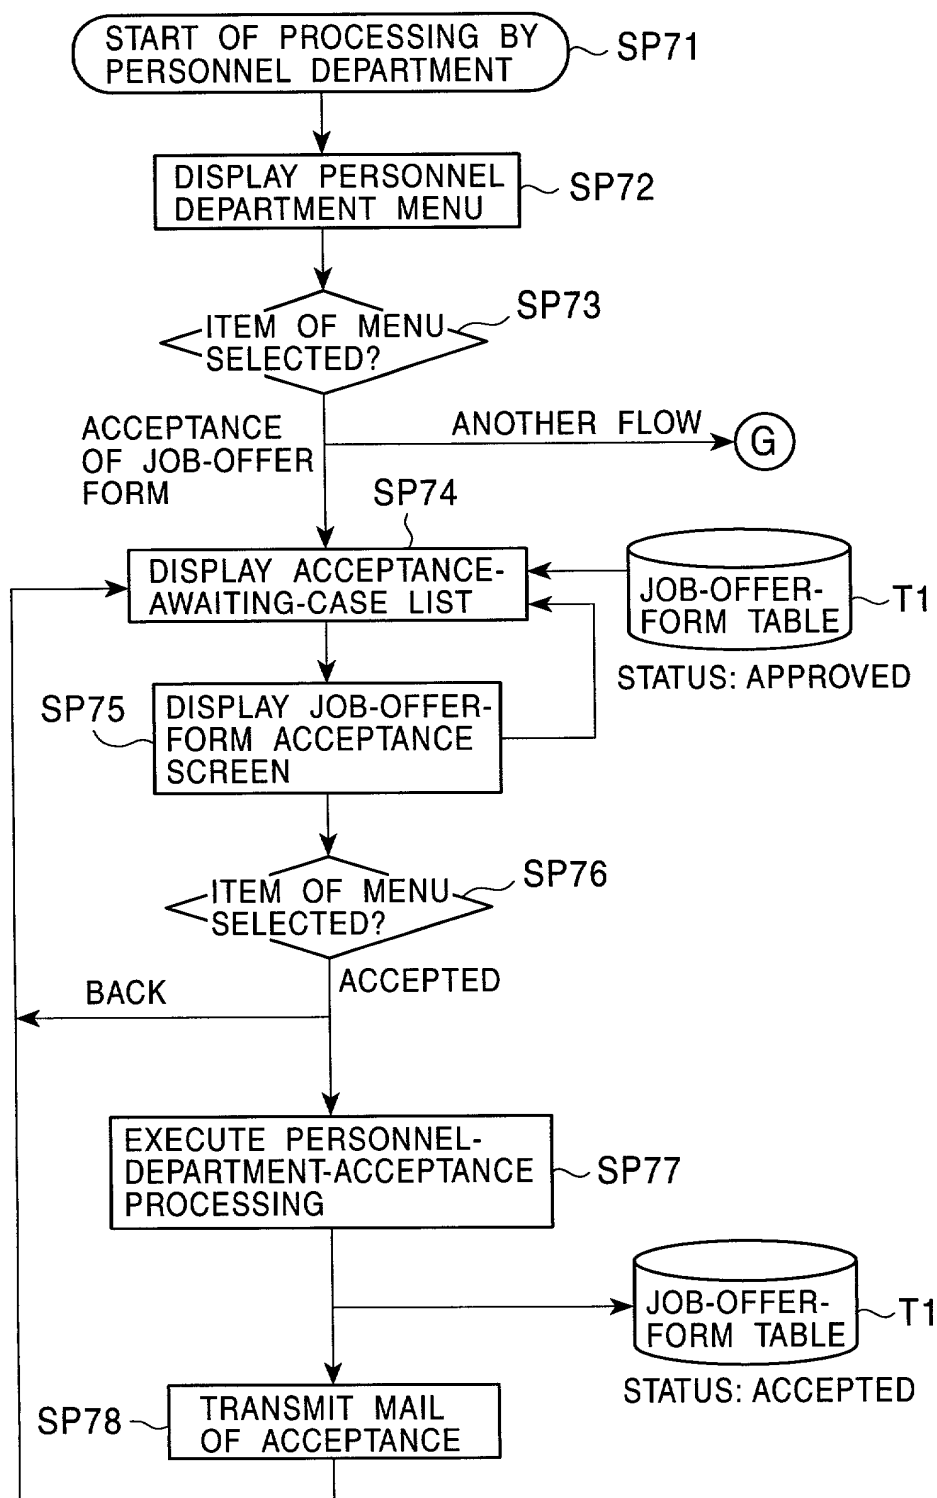 START OF PROCESSING BY
PERSONNEL DEPARTMENT
SP71
DISPLAY PERSONNEL
DEPARTMENT MENU
SP72
SP73
ITEM OF MENU
SELECTED?
ACCEPTANCE
OF JOB-OFFER
FORM
ANOTHER FLOW
G
SP74
DISPLAY ACCEPTANCE-
AWAITING-CASE LIST
JOB-OFFER-
FORM TABLE
T1
STATUS: APPROVED
SP75
DISPLAY JOB-OFFER-
FORM ACCEPTANCE
SCREEN
SP76
ITEM OF MENU
SELECTED?
ACCEPTED
BACK
EXECUTE PERSONNEL-
DEPARTMENT-ACCEPTANCE
PROCESSING
SP77
JOB-OFFER-
FORM TABLE
T1
STATUS: ACCEPTED
SP78
TRANSMIT MAIL
OF ACCEPTANCE